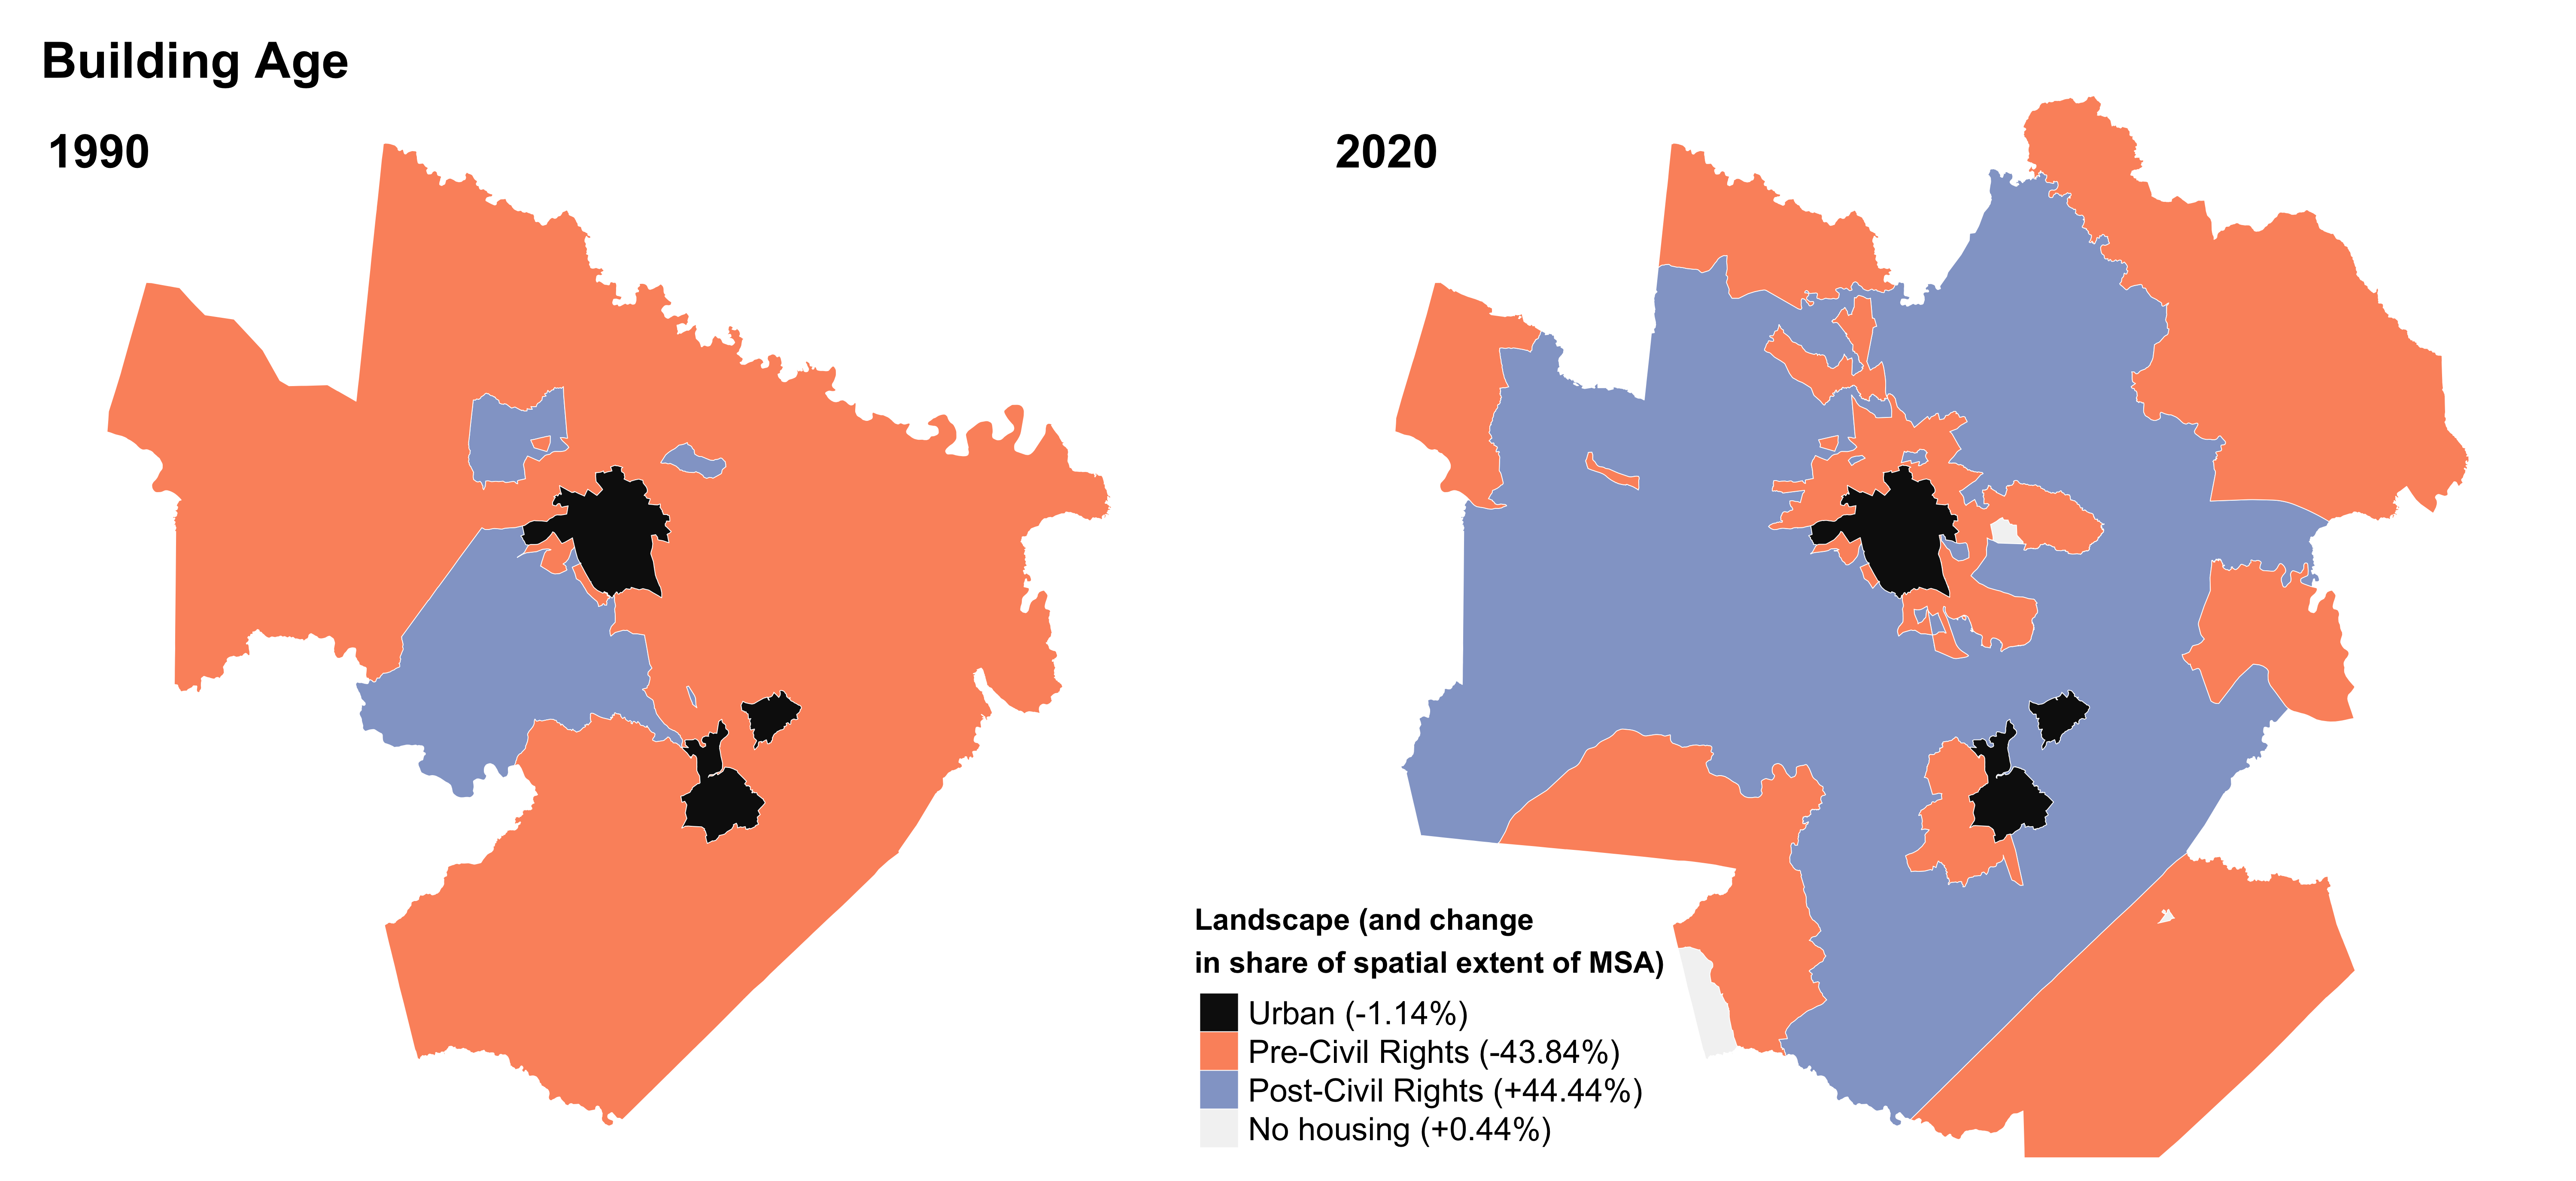 Building Age
1990
2020
Landscape (and change
in share of spatial extent of MSA)
Urban (-1.14%)
Pre-Civil Rights (-43.84%)
Post-Civil Rights (+44.44%)
No housing (+0.44%)